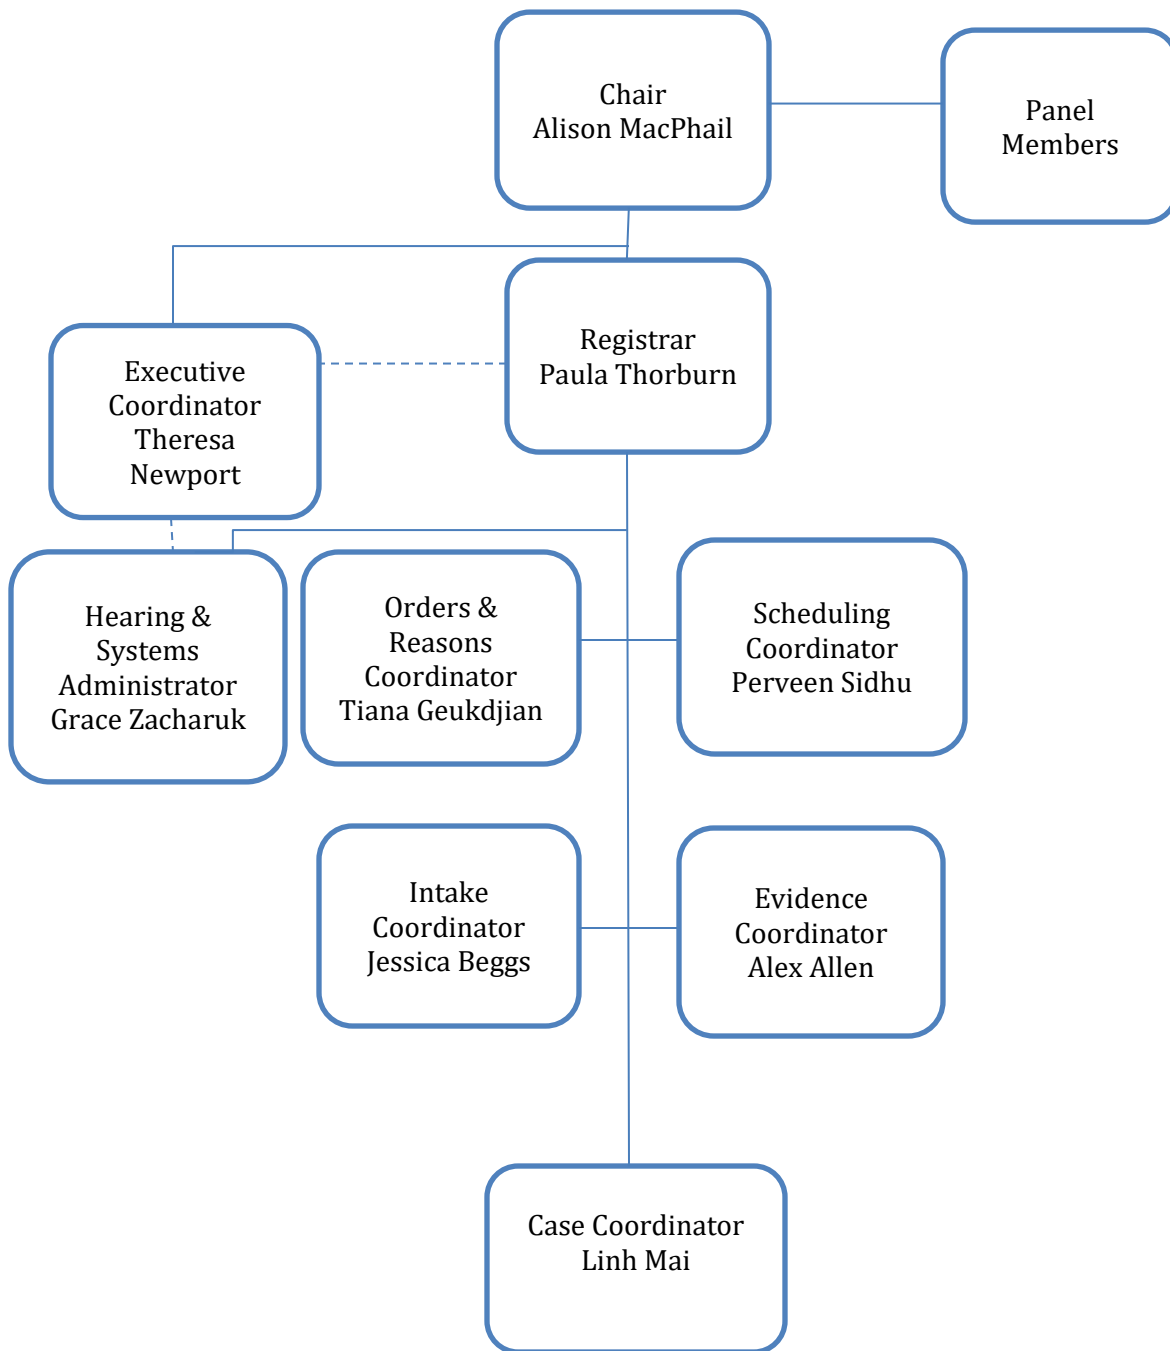 Chair
Alison MacPhail
Panel
Members
Registrar
Paula Thorburn
Executive
Coordinator
Theresa
Newport
Hearing &
Systems
Administrator
Grace Zacharuk
Orders &
Reasons
Coordinator
Tiana Geukdjian
Scheduling
Coordinator
Perveen Sidhu
Intake
Coordinator
Jessica Beggs
Evidence
Coordinator
Alex Allen
Case Coordinator
Linh Mai